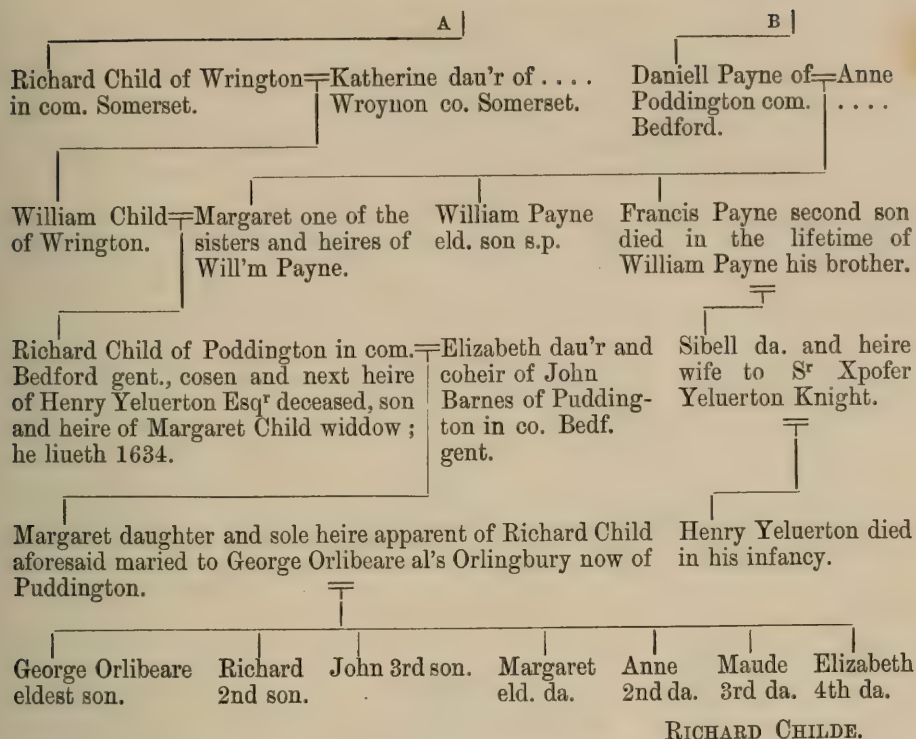 A
B
Richard Child of Wrington
in com. Somerset.
Katherine dau'r of ....
Wroynon co. Somerset.
Daniell Payne of
Poddington com.
Bedford.
Anne
....
William Child
of Wrington.
Margaret one of the
sisters and heires of
Will'm Payne.
William Payne
eld. son s.p.
Francis Payne second son
died in the lifetime of
William Payne his brother.
Richard Child of Poddington in com.
Bedford gent., cosen and next heire
of Henry Yeluerton Esqr deceased, son
and heire of Margaret Child widdow;
he liueth 1634.
Elizabeth dau'r and
coheir of John
Barnes of Pudding-
ton in co. Bedf.
gent.
Sibell da. and heire
wife to Sr Xpofer
Yeluerton Knight.
Margaret daughter and sole heire apparent of Richard Child
aforesaid maried to George Orlibeare al's Orlingbury now of
Puddington.
Henry Yeluerton died
in his infancy.
George Orlibeare
eldest son.
Richard
2nd son.
John 3rd son.
Margaret
eld. da.
Anne
2nd da.
Maude
3rd da.
Elizabeth
4th da.
RICHARD CHILDE.